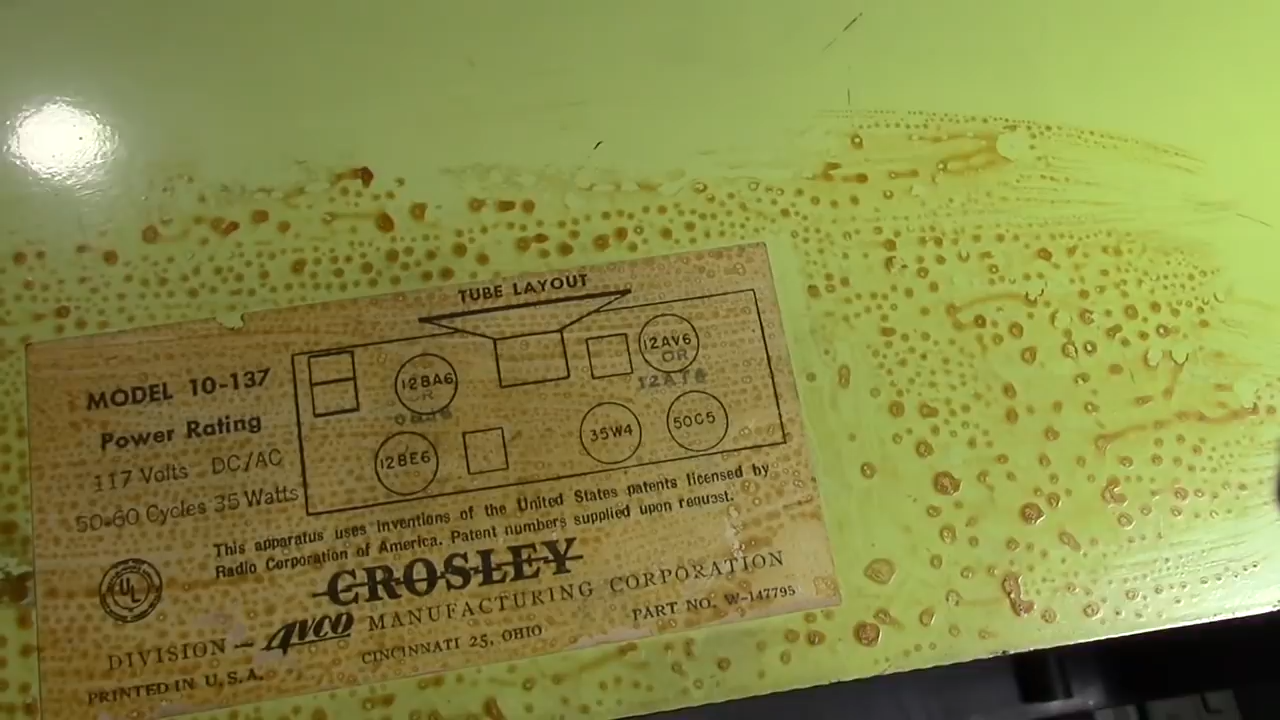 TUBE LAYOUT
MODEL 10-137
Power Rating
117 Volts DC/AC
50-60 Cycles 35 Watts
12BA6
OR
12AV6
OR
12AT6
12BE6
35W4
50C5
This apparatus uses inventions of the United States patents licensed by
Radio Corporation of America. Patent numbers supplied upon request.
UL
CROSLEY
DIVISION – AVCO MANUFACTURING CORPORATION
CINCINNATI 25, OHIO
PART NO. W-147795
PRINTED IN U.S.A.